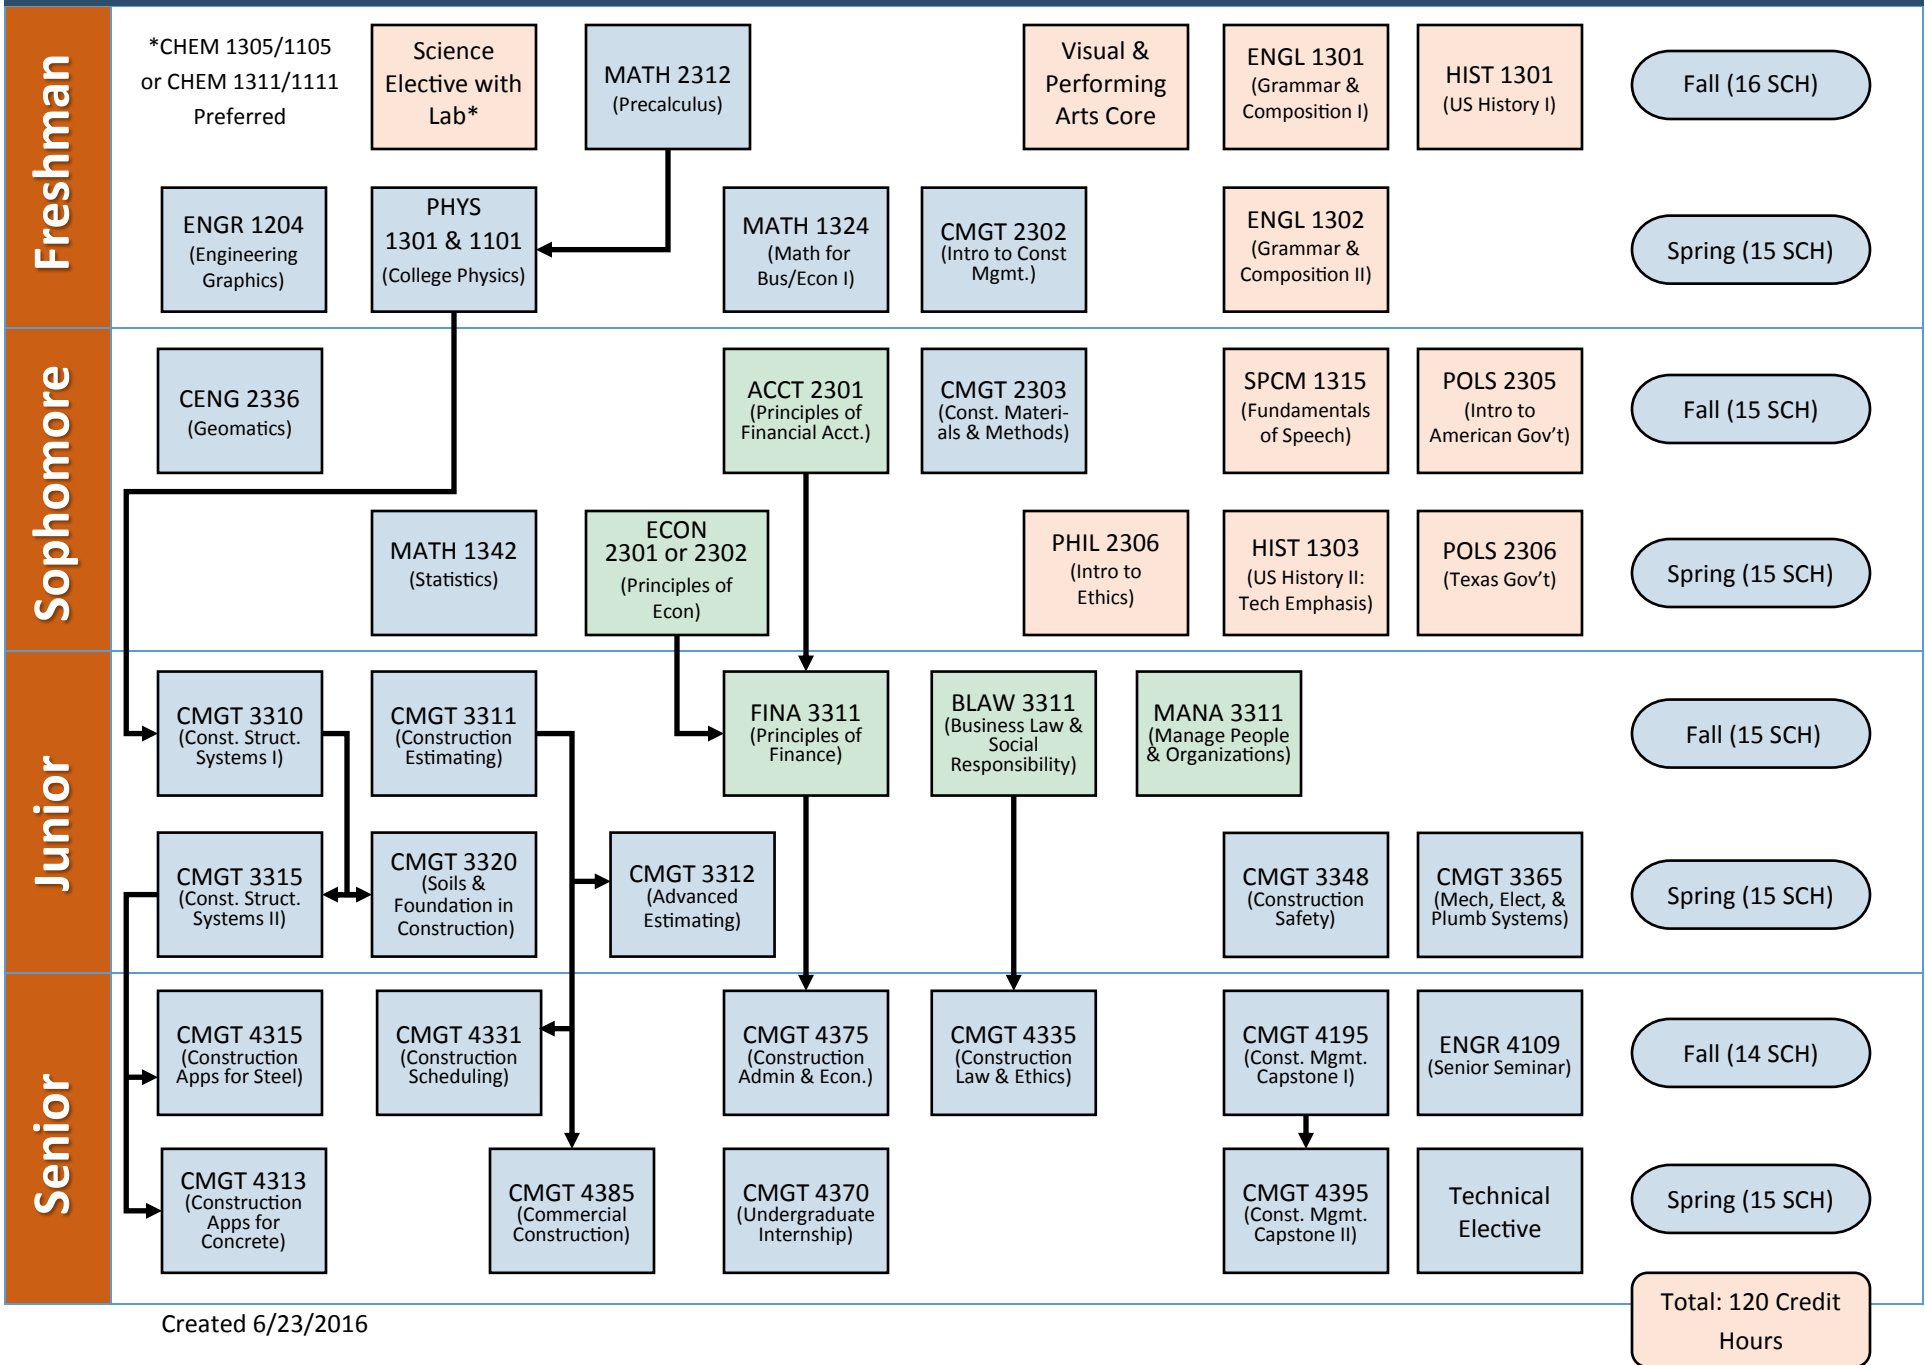 Freshman
*CHEM 1305/1105
or CHEM 1311/1111
Preferred
Science
Elective with
Lab*
MATH 2312
(Precalculus)
Visual &
Performing
Arts Core
ENGL 1301
(Grammar &
Composition I)
HIST 1301
(US History I)
Fall (16 SCH)
ENGR 1204
(Engineering
Graphics)
PHYS
1301 & 1101
(College Physics)
MATH 1324
(Math for
Bus/Econ I)
CMGT 2302
(Intro to Const
Mgmt.)
ENGL 1302
(Grammar &
Composition II)
Spring (15 SCH)
Sophomore
CENG 2336
(Geomatics)
ACCT 2301
(Principles of
Financial Acct.)
CMGT 2303
(Const. Materi-
als & Methods)
SPCM 1315
(Fundamentals
of Speech)
POLS 2305
(Intro to
American Gov’t)
Fall (15 SCH)
MATH 1342
(Statistics)
ECON
2301 or 2302
(Principles of
Econ)
PHIL 2306
(Intro to
Ethics)
HIST 1303
(US History II:
Tech Emphasis)
POLS 2306
(Texas Gov’t)
Spring (15 SCH)
Junior
CMGT 3310
(Const. Struct.
Systems I)
CMGT 3311
(Construction
Estimating)
FINA 3311
(Principles of
Finance)
BLAW 3311
(Business Law &
Social
Responsibility)
MANA 3311
(Manage People
& Organizations)
Fall (15 SCH)
CMGT 3315
(Const. Struct.
Systems II)
CMGT 3320
(Soils &
Foundation in
Construction)
CMGT 3312
(Advanced
Estimating)
CMGT 3348
(Construction
Safety)
CMGT 3365
(Mech, Elect, &
Plumb Systems)
Spring (15 SCH)
Senior
CMGT 4315
(Construction
Apps for Steel)
CMGT 4331
(Construction
Scheduling)
CMGT 4375
(Construction
Admin & Econ.)
CMGT 4335
(Construction
Law & Ethics)
CMGT 4195
(Const. Mgmt.
Capstone I)
ENGR 4109
(Senior Seminar)
Fall (14 SCH)
CMGT 4313
(Construction
Apps for
Concrete)
CMGT 4385
(Commercial
Construction)
CMGT 4370
(Undergraduate
Internship)
CMGT 4395
(Const. Mgmt.
Capstone II)
Technical
Elective
Spring (15 SCH)
Created 6/23/2016
Total: 120 Credit
Hours